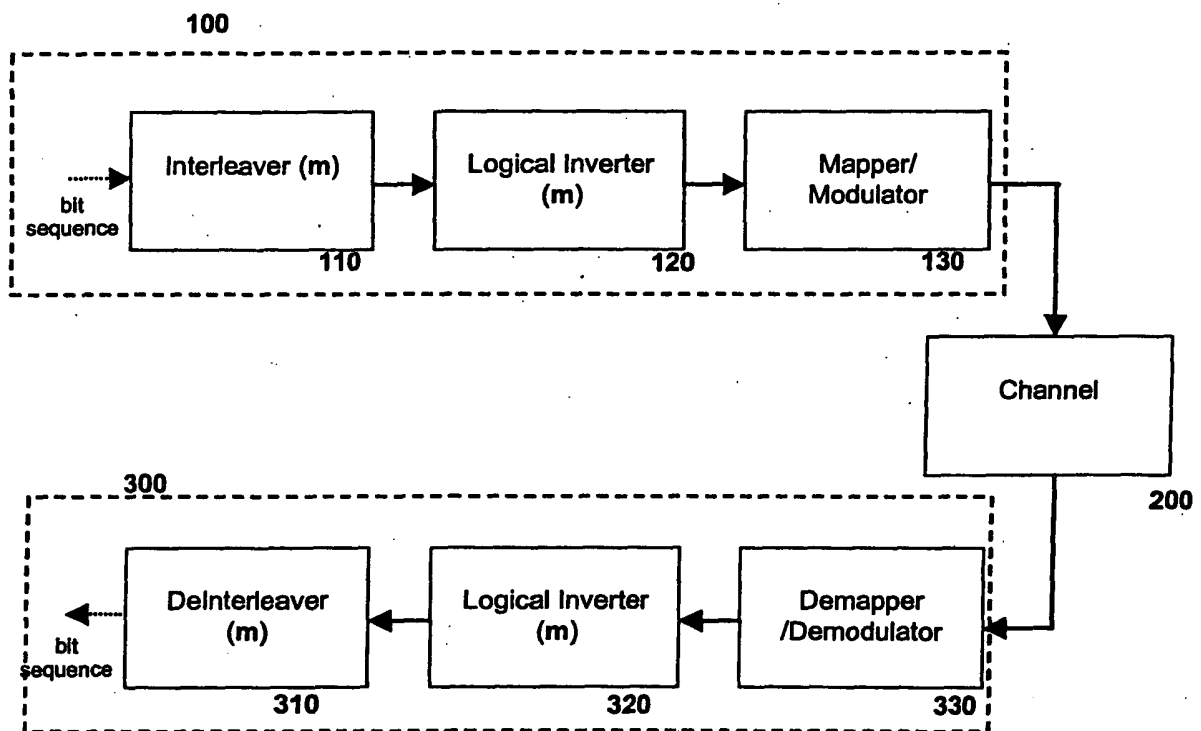 100
Interleaver (m)
Logical Inverter
(m)
Mapper/
Modulator
bit
sequence
110
120
130
Channel
200
300
DeInterleaver
(m)
Logical Inverter
(m)
Demapper
/Demodulator
bit
sequence
310
320
330